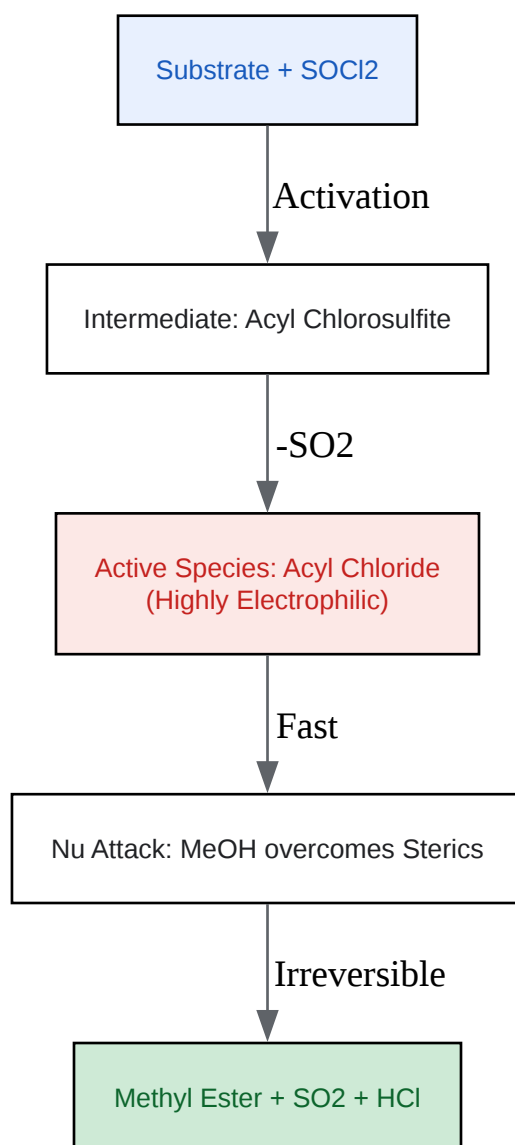 Substrate + SOCl2
Activation
Intermediate: Acyl Chlorosulfite
-SO2
Active Species: Acyl Chloride
(Highly Electrophilic)
Fast
Nu Attack: MeOH overcomes Sterics
Irreversible
Methyl Ester + SO2 + HCl